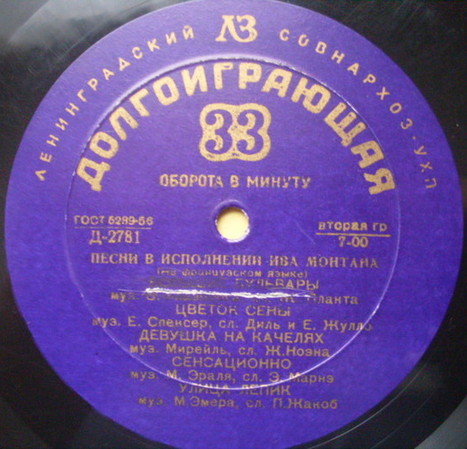 ЛЕНИНГРАДСКИЙ ЛЗ СОВНАРХОЗ-УХП
ДОЛГОИГРАЮЩАЯ
33
ОБОРОТА В МИНУТУ
ГОСТ 5289-56
ВТОРАЯ ГР
Д-2781
7-00
ПЕСНИ В ИСПОЛНЕНИИ ИВА МОНТАНА
(На французском языке)
БУЛЬВАРЫ
муз. Планта
ЦВЕТОК СЕНЫ
муз. Е. Спенсер, сл. Диль и Е. Жулло
ДЕВУШКА НА КАЧЕЛЯХ
муз. Мирейль, сл. Ж.Ноэна
СЕНСАЦИОННО
муз. М. Эраля, сл. Э. Марнэ
УЛИЦА ЛЕПИК
муз. М.Эмера, сл. П.Жакоб